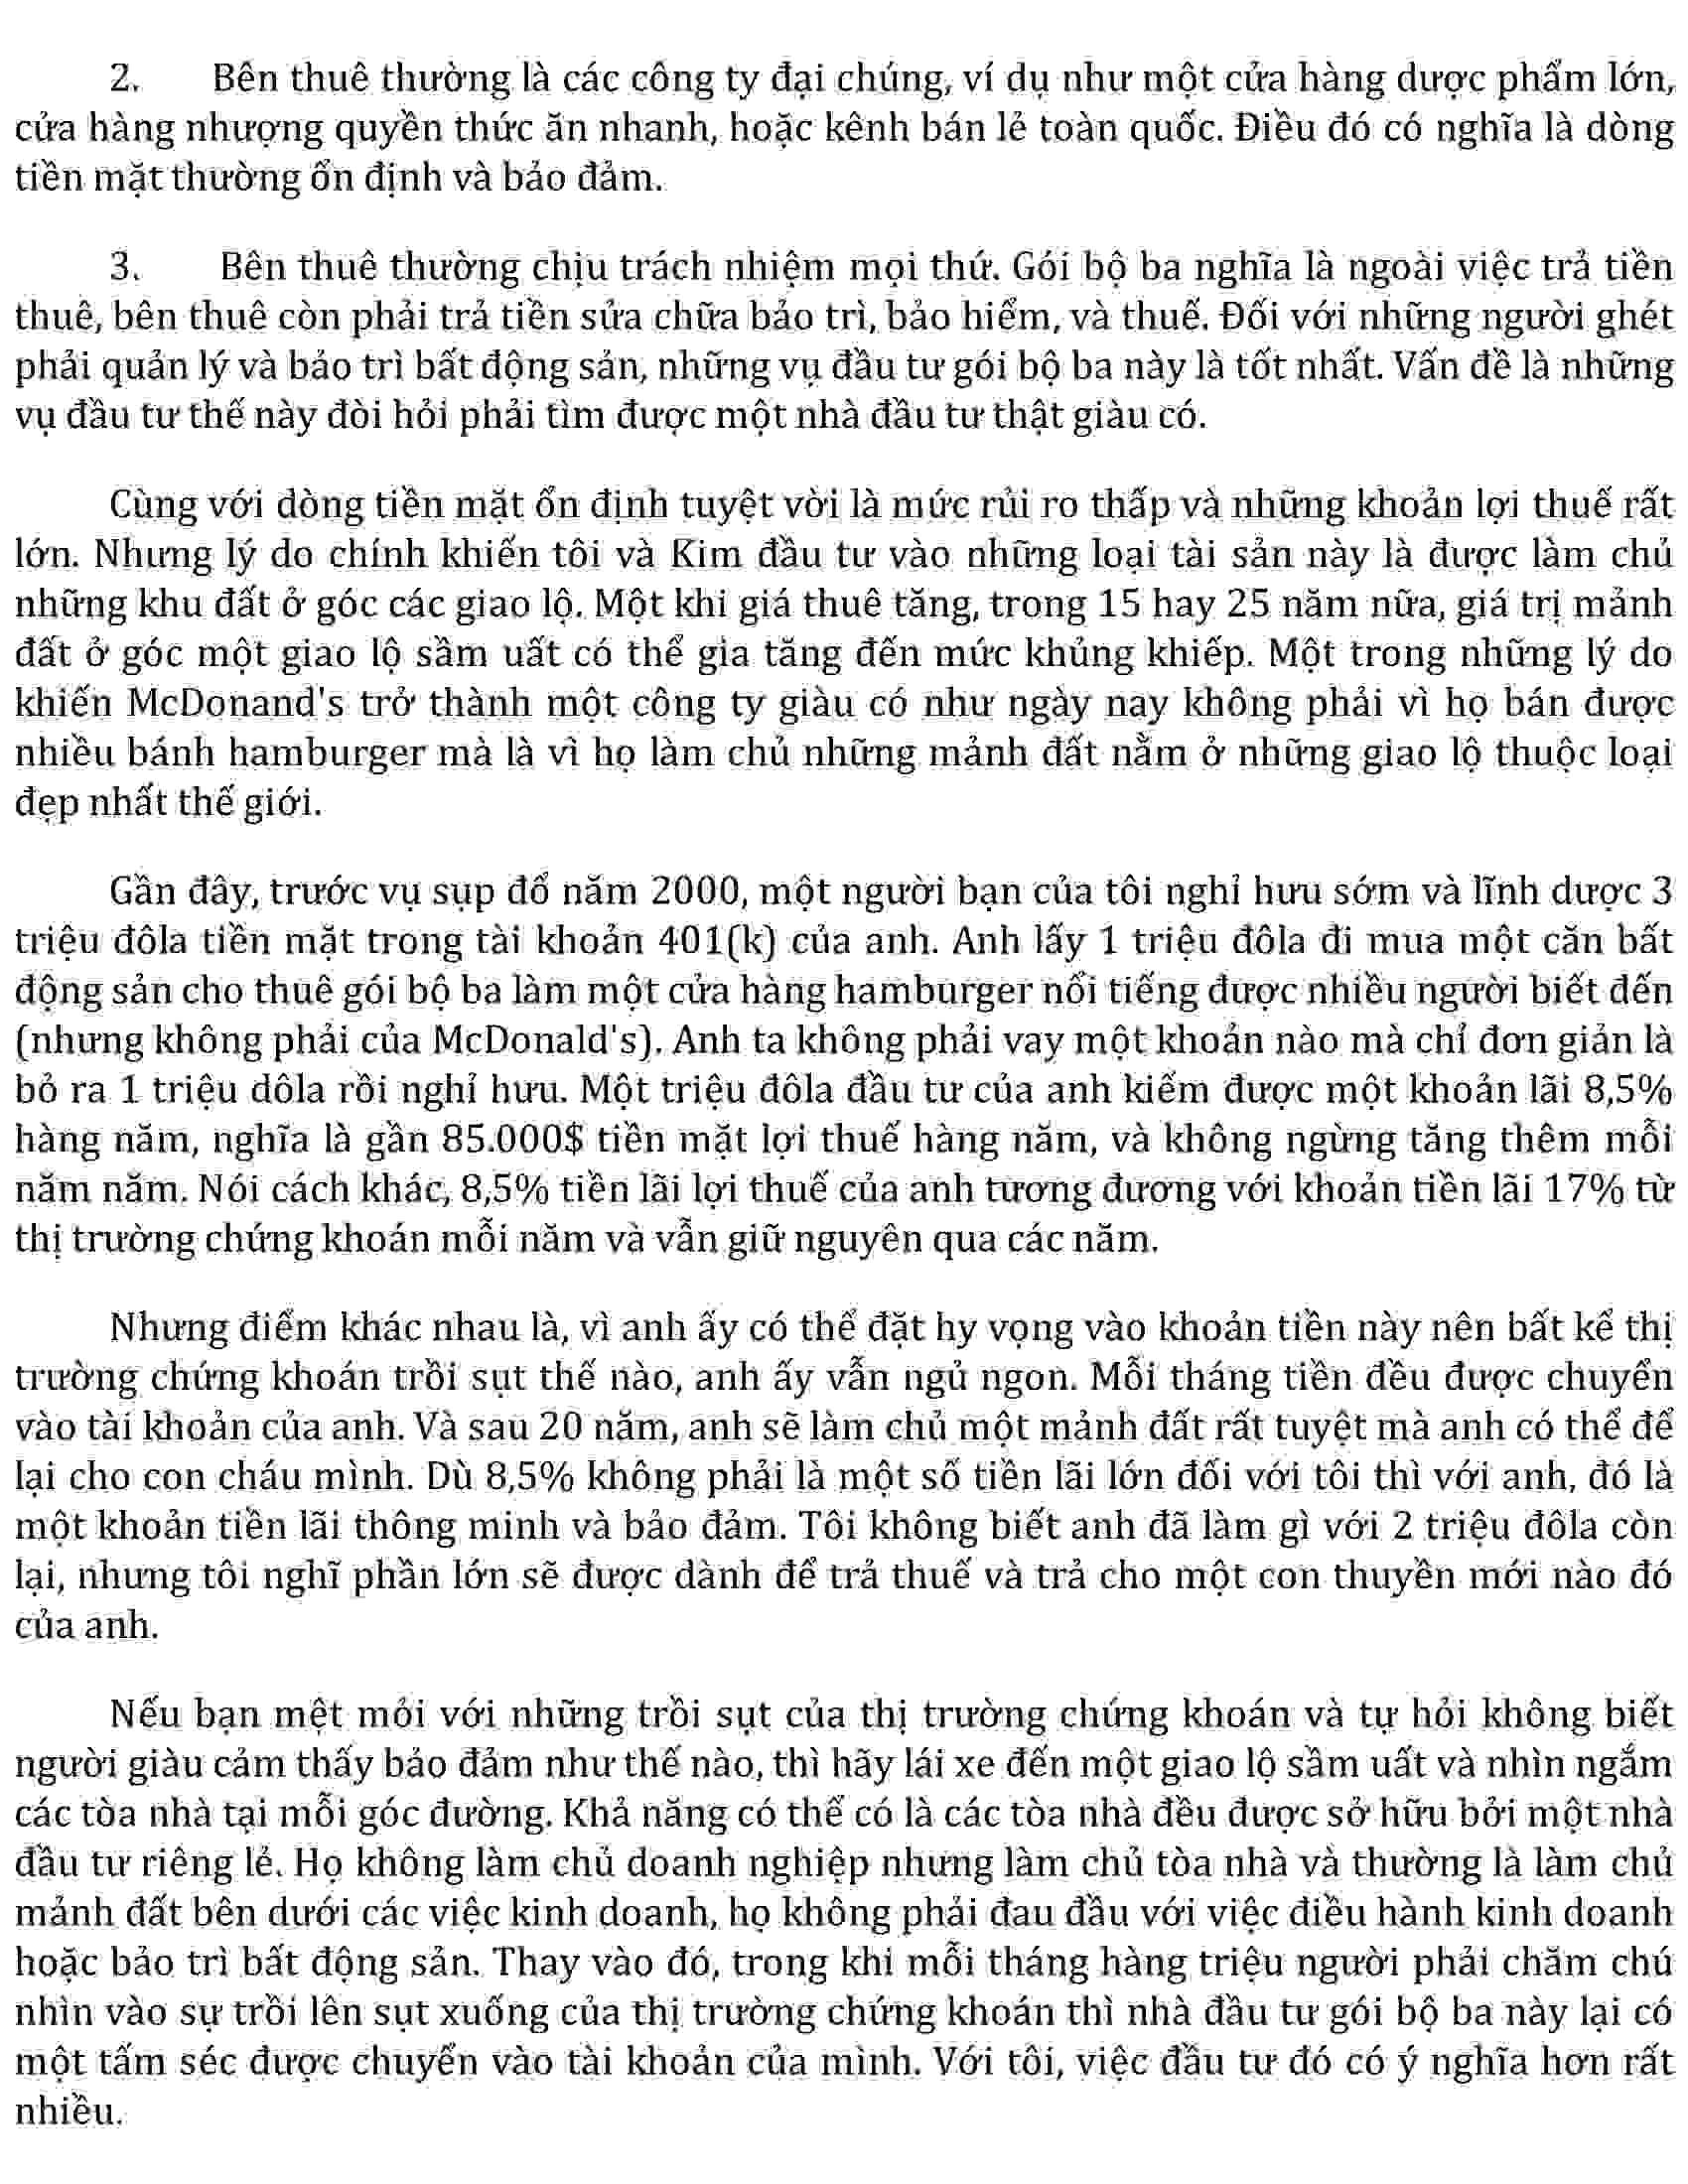 2. Bên thuê thường là các công ty đại chúng, ví dụ như một cửa hàng dược phẩm lớn,
cửa hàng nhượng quyền thức ăn nhanh, hoặc kênh bán lẻ toàn quốc. Điều đó có nghĩa là dòng
tiền mặt thường ổn định và bảo đảm.
3. Bên thuê thường chịu trách nhiệm mọi thứ. Gói bộ ba nghĩa là ngoài việc trả tiền
thuê, bên thuê còn phải trả tiền sửa chữa bảo trì, bảo hiểm, và thuế. Đối với những người ghét
phải quản lý và bảo trì bất động sản, những vụ đầu tư gói bộ ba này là tốt nhất. Vấn đề là những
vụ đầu tư thế này đòi hỏi phải tìm được một nhà đầu tư thật giàu có.
Cùng với dòng tiền mặt ổn định tuyệt vời là mức rủi ro thấp và những khoản lợi thuế rất
lớn. Nhưng lý do chính khiến tôi và Kim đầu tư vào những loại tài sản này là được làm chủ
những khu đất ở góc các giao lộ. Một khi giá thuê tăng, trong 15 hay 25 năm nữa, giá trị mảnh
đất ở góc một giao lộ sầm uất có thể gia tăng đến mức khủng khiếp. Một trong những lý do
khiến McDonand's trở thành một công ty giàu có như ngày nay không phải vì họ bán được
nhiều bánh hamburger mà là vì họ làm chủ những mảnh đất nằm ở những giao lộ thuộc loại
đẹp nhất thế giới.
Gần đây, trước vụ sụp đổ năm 2000, một người bạn của tôi nghỉ hưu sớm và lĩnh dược 3
triệu đôla tiền mặt trong tài khoản 401(k) của anh. Anh lấy 1 triệu đôla đi mua một căn bất
động sản cho thuê gói bộ ba làm một cửa hàng hamburger nổi tiếng được nhiều người biết đến
(nhưng không phải của McDonald's). Anh ta không phải vay một khoản nào mà chỉ đơn giản là
bỏ ra 1 triệu dôla rồi nghỉ hưu. Một triệu đôla đầu tư của anh kiếm được một khoản lãi 8,5%
hàng năm, nghĩa là gần 85.000$ tiền mặt lợi thuế hàng năm, và không ngừng tăng thêm mỗi
năm năm. Nói cách khác, 8,5% tiền lãi lợi thuế của anh tương đương với khoản tiền lãi 17% từ
thị trường chứng khoán mỗi năm và vẫn giữ nguyên qua các năm.
Nhưng điểm khác nhau là, vì anh ấy có thể đặt hy vọng vào khoản tiền này nên bất kể thị
trường chứng khoán trồi sụt thế nào, anh ấy vẫn ngủ ngon. Mỗi tháng tiền đều được chuyển
vào tài khoản của anh. Và sau 20 năm, anh sẽ làm chủ một mảnh đất rất tuyệt mà anh có thể để
lại cho con cháu mình. Dù 8,5% không phải là một số tiền lãi lớn đối với tôi thì với anh, đó là
một khoản tiền lãi thông minh và bảo đảm. Tôi không biết anh đã làm gì với 2 triệu đôla còn
lại, nhưng tôi nghĩ phần lớn sẽ được dành để trả thuế và trả cho một con thuyền mới nào đó
của anh.
Nếu bạn mệt mỏi với những trồi sụt của thị trường chứng khoán và tự hỏi không biết
người giàu cảm thấy bảo đảm như thế nào, thì hãy lái xe đến một giao lộ sầm uất và nhìn ngắm
các tòa nhà tại mỗi góc đường. Khả năng có thể có là các tòa nhà đều được sở hữu bởi một nhà
đầu tư riêng lẻ. Họ không làm chủ doanh nghiệp nhưng làm chủ tòa nhà và thường là làm chủ
mảnh đất bên dưới các việc kinh doanh, họ không phải đau đầu với việc điều hành kinh doanh
hoặc bảo trì bất động sản. Thay vào đó, trong khi mỗi tháng hàng triệu người phải chăm chú
nhìn vào sự trồi lên sụt xuống của thị trường chứng khoán thì nhà đầu tư gói bộ ba này lại có
một tấm séc được chuyển vào tài khoản của mình. Với tôi, việc đầu tư đó có ý nghĩa hơn rất
nhiều.